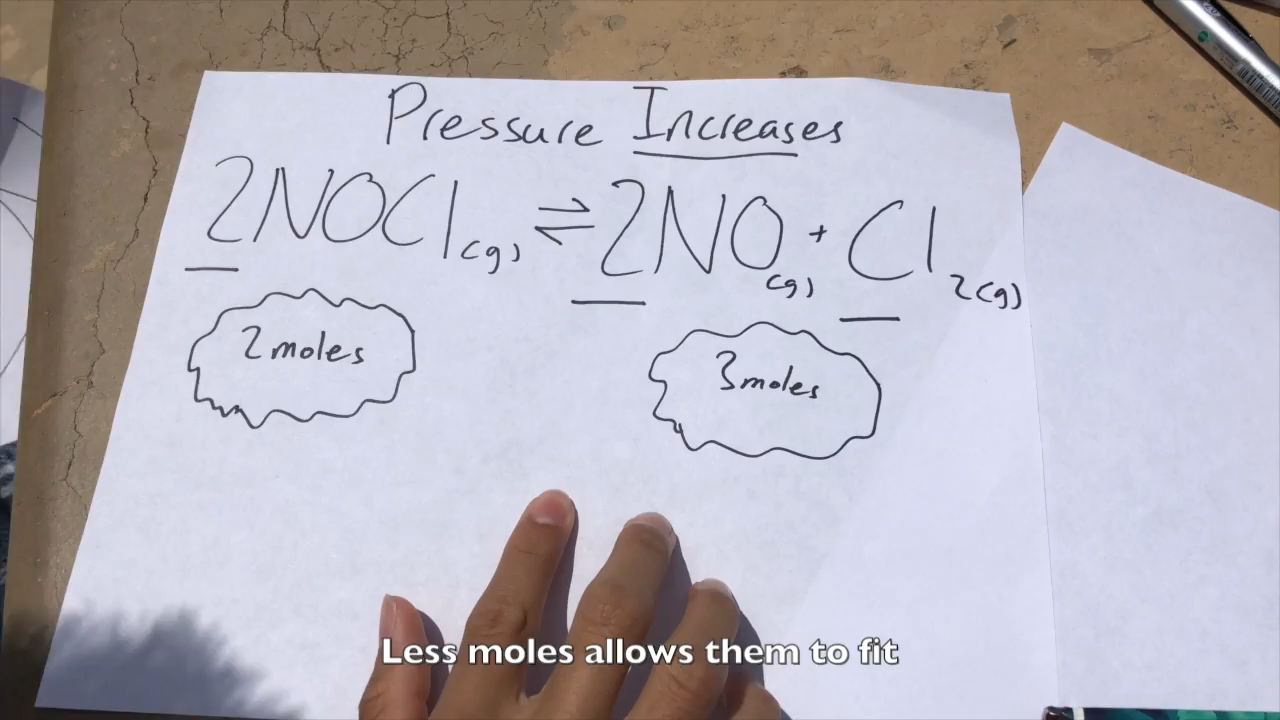 Pressure Increases
2NOCl(g) ⇌ 2NO(g) + Cl2(g)
2moles
3moles
Less moles allows them to fit